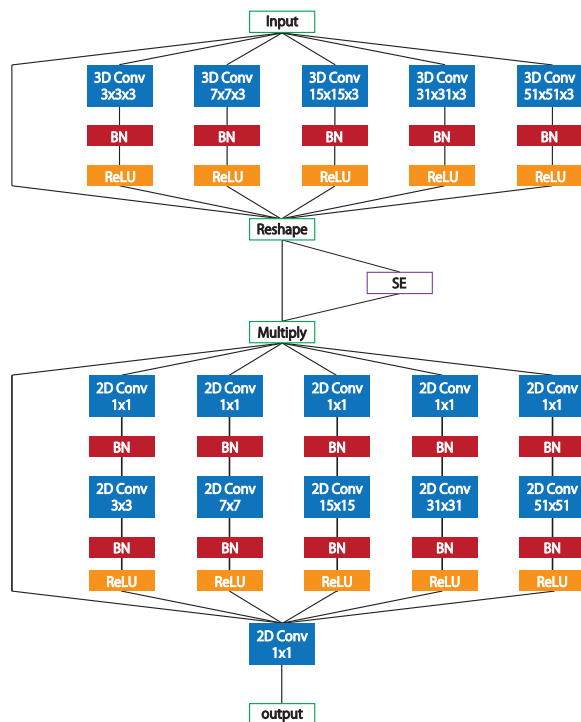 Input
3D Conv 3D Conv 3D Conv 3D Conv 3D Conv
3x3x3 7x7x3 15x15x3 31x31x3 51x51x3
BN BN BN BN BN
ReLU ReLU ReLU ReLU ReLU
Reshape
SE
Multiply
2D Conv 2D Conv 2D Conv 2D Conv 2D Conv
1x1 1x1 1x1 1x1 1x1
BN BN BN BN BN
2D Conv 2D Conv 2D Conv 2D Conv 2D Conv
3x3 7x7 15x15 31x31 51x51
BN BN BN BN BN
ReLU ReLU ReLU ReLU ReLU
2D Conv
1x1
output